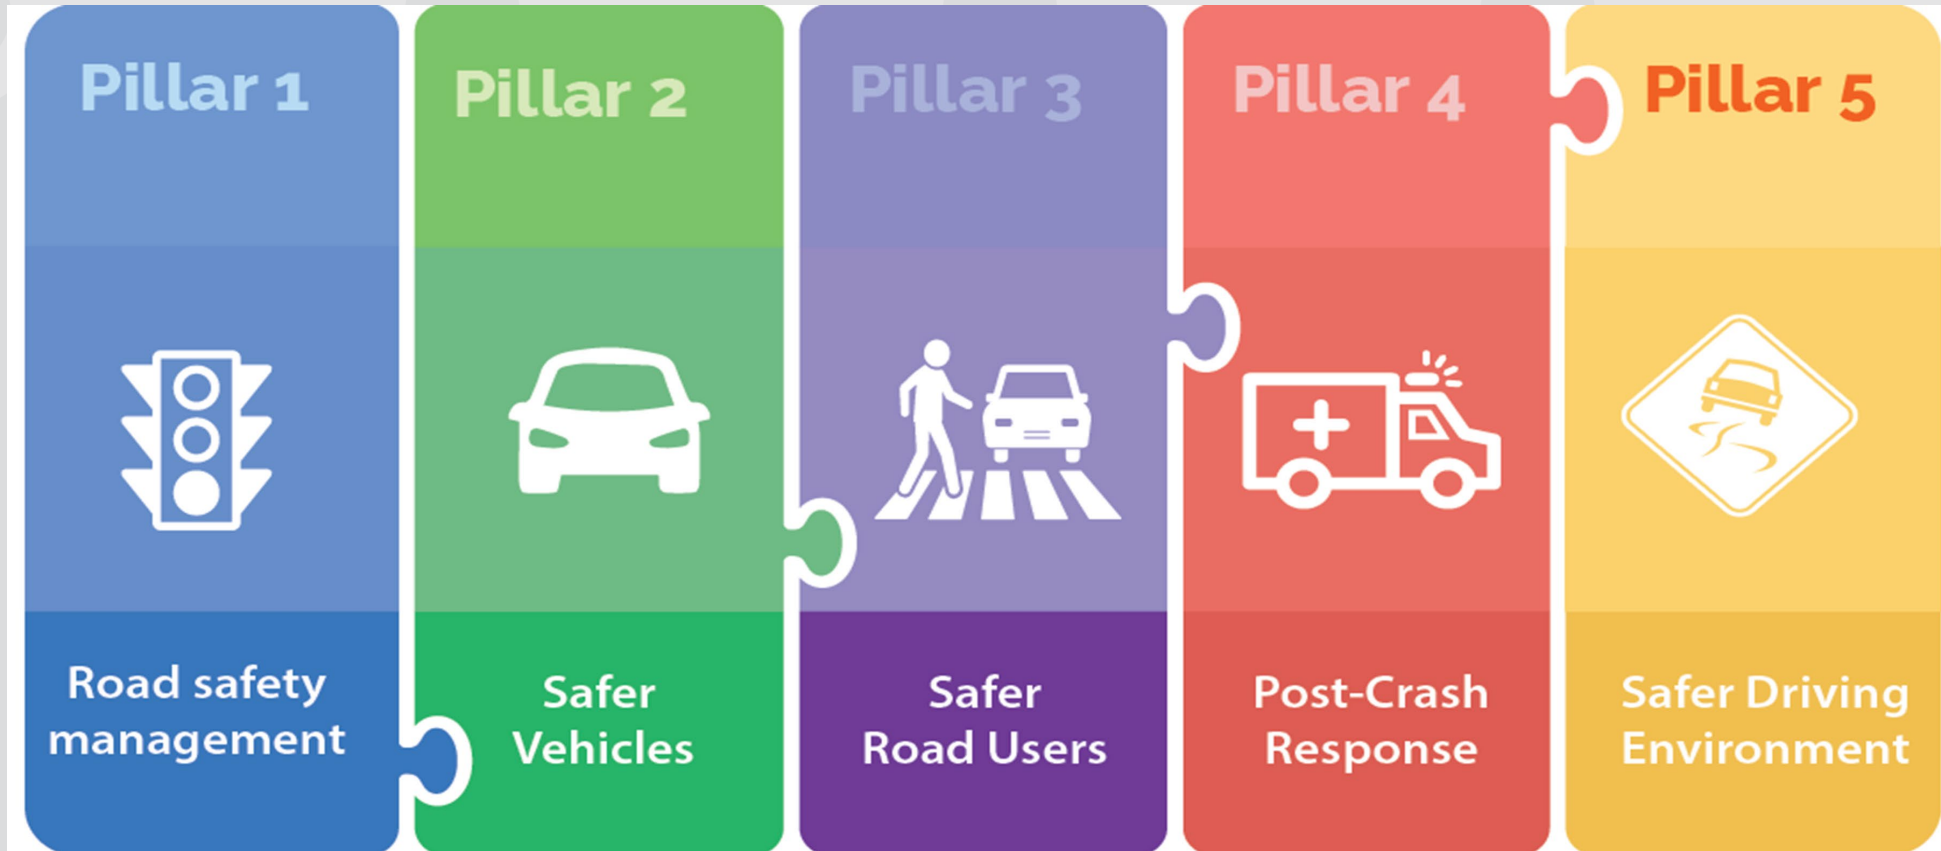 Pillar 1
Road safety
management
Pillar 2
Safer
Vehicles
Pillar 3
Safer
Road Users
Pillar 4
Post-Crash
Response
Pillar 5
Safer Driving
Environment